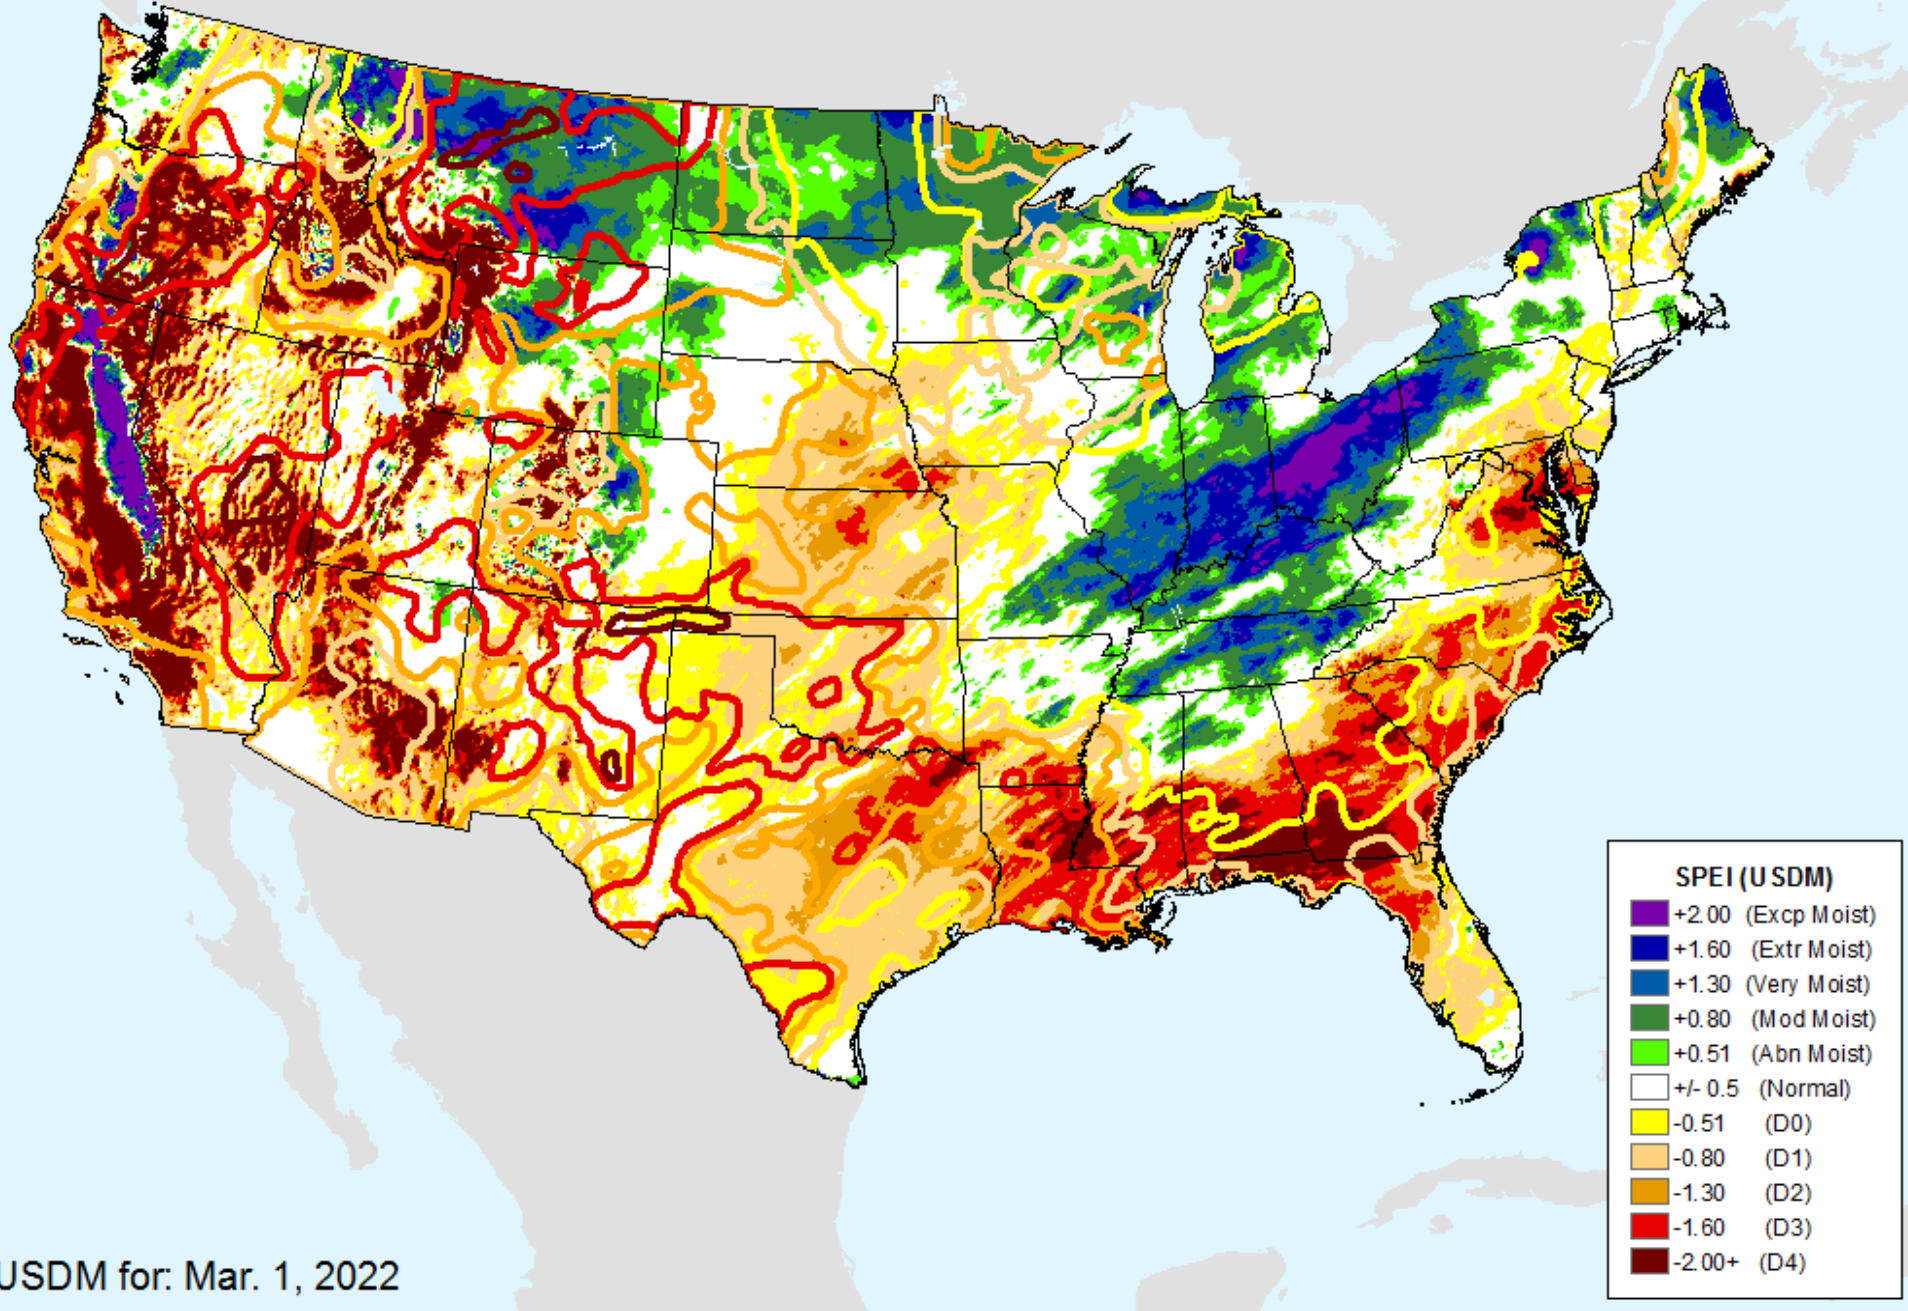 SPEI (USDM)
+2.00 (Excp Moist)
+1.60 (Extr Moist)
+1.30 (Very Moist)
+0.80 (Mod Moist)
+0.51 (Abn Moist)
+/- 0.5 (Normal)
-0.51 (D0)
-0.80 (D1)
-1.30 (D2)
-1.60 (D3)
-2.00+ (D4)
USDM for: Mar. 1, 2022